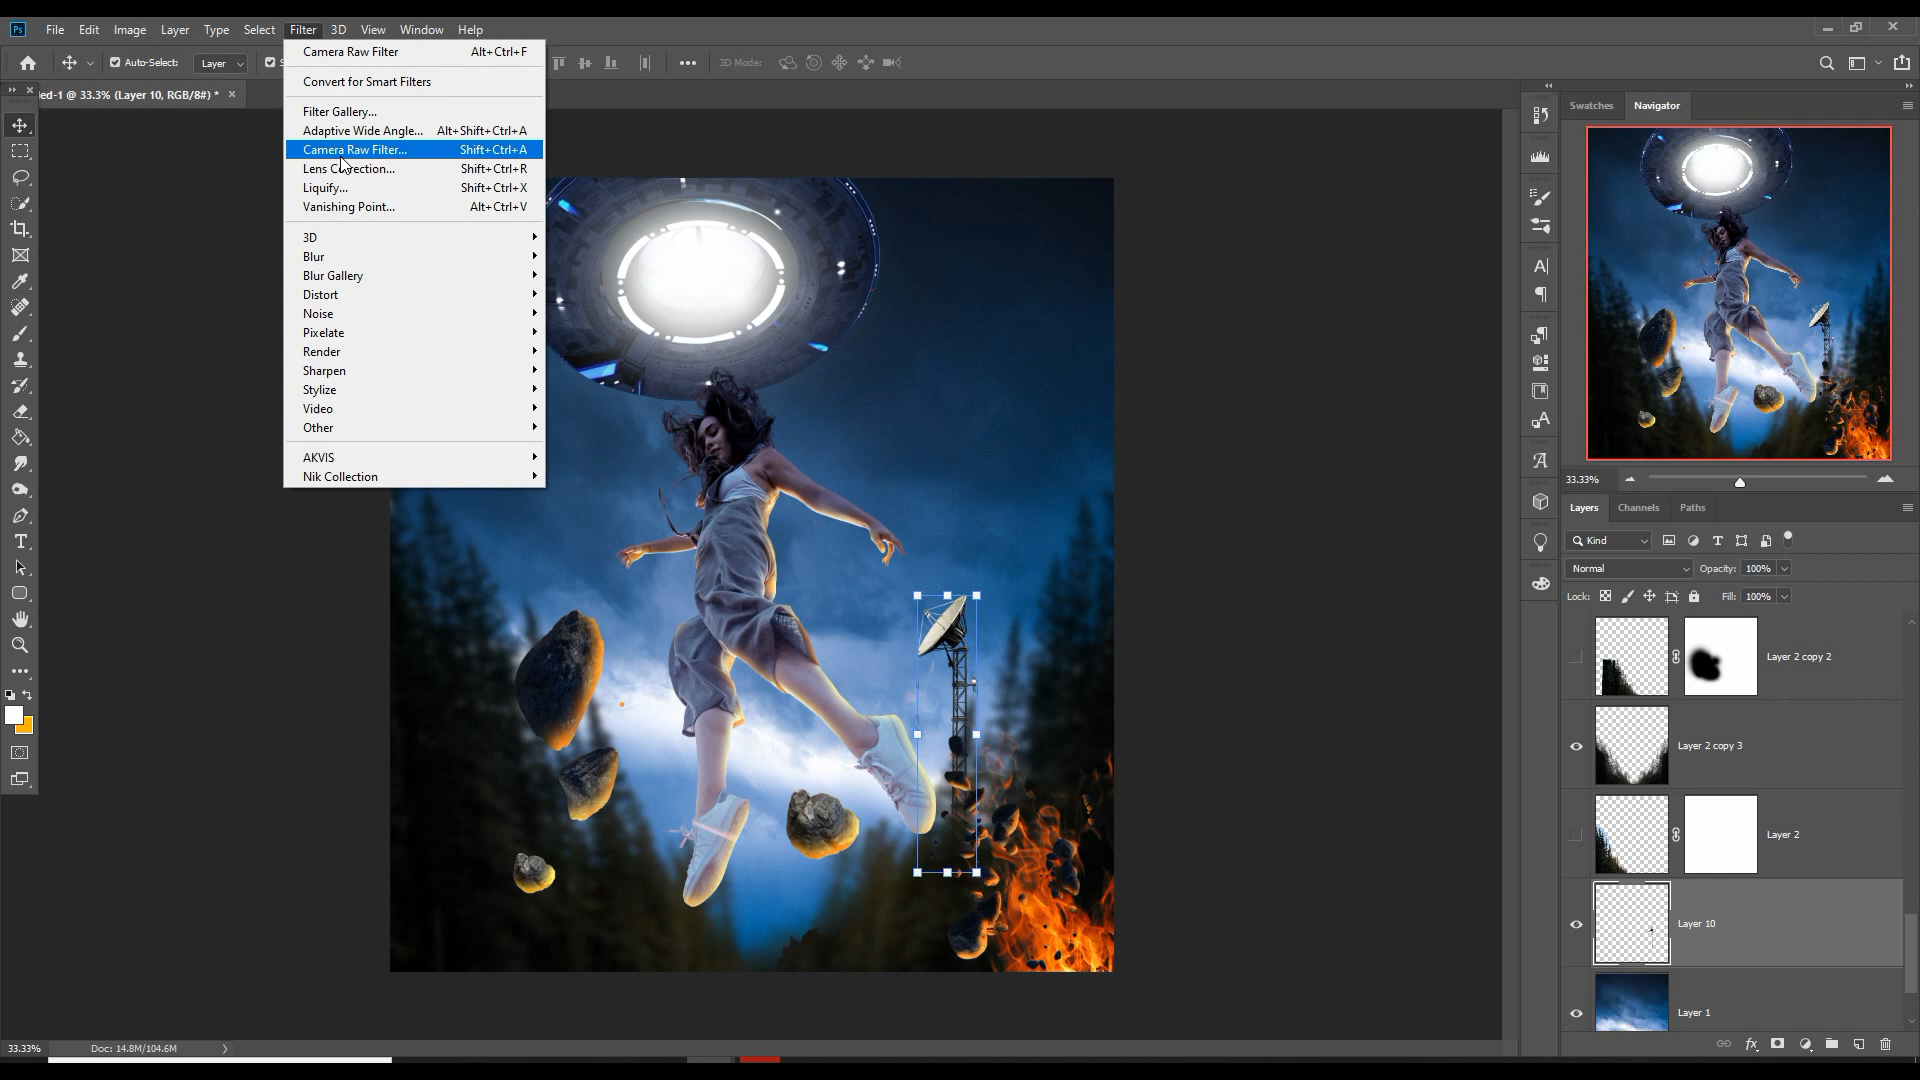 Ps File Edit Image Layer Type Select Filter 3D View Window Help
Auto-Select: Layer 3D Mode:
ed-1 @ 33.3% (Layer 10, RGB/8#) *
Camera Raw Filter Alt+Ctrl+F
Convert for Smart Filters
Filter Gallery...
Adaptive Wide Angle... Alt+Shift+Ctrl+A
Camera Raw Filter... Shift+Ctrl+A
Lens Correction... Shift+Ctrl+R
Liquify... Shift+Ctrl+X
Vanishing Point... Alt+Ctrl+V
3D
Blur
Blur Gallery
Distort
Noise
Pixelate
Render
Sharpen
Stylize
Video
Other
AKVIS
Nik Collection
Swatches Navigator
33.33%
Layers Channels Paths
Kind
Normal Opacity: 100%
Lock: Fill: 100%
Layer 2 copy 2
Layer 2 copy 3
Layer 2
Layer 10
Layer 1
33.33% Doc: 14.8M/104.6M